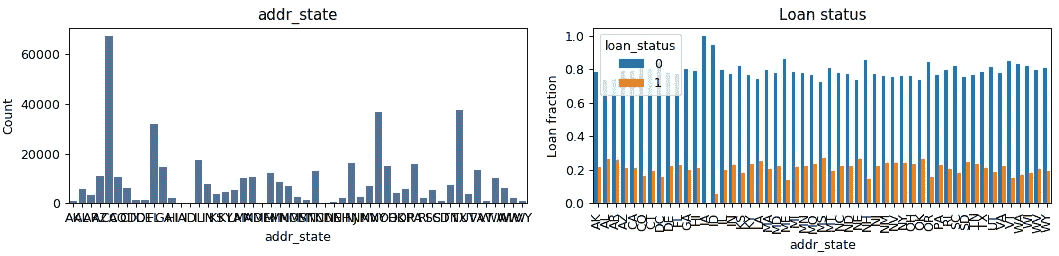 addr_state
60000
40000
20000
0
Count
addr_state
Loan status
loan_status
0
1
1.0
0.8
0.6
0.4
0.2
0.0
Loan fraction
AK AL AR AZ CA CO CT DC DE FL GA HI IA ID IL IN KS KY LA MA MD ME MI MN MO MS MT NC ND NE NH NJ NM NV NY OH OK OR PA RI SC SD TN TX UT VA VT WA WI WV WY
addr_state